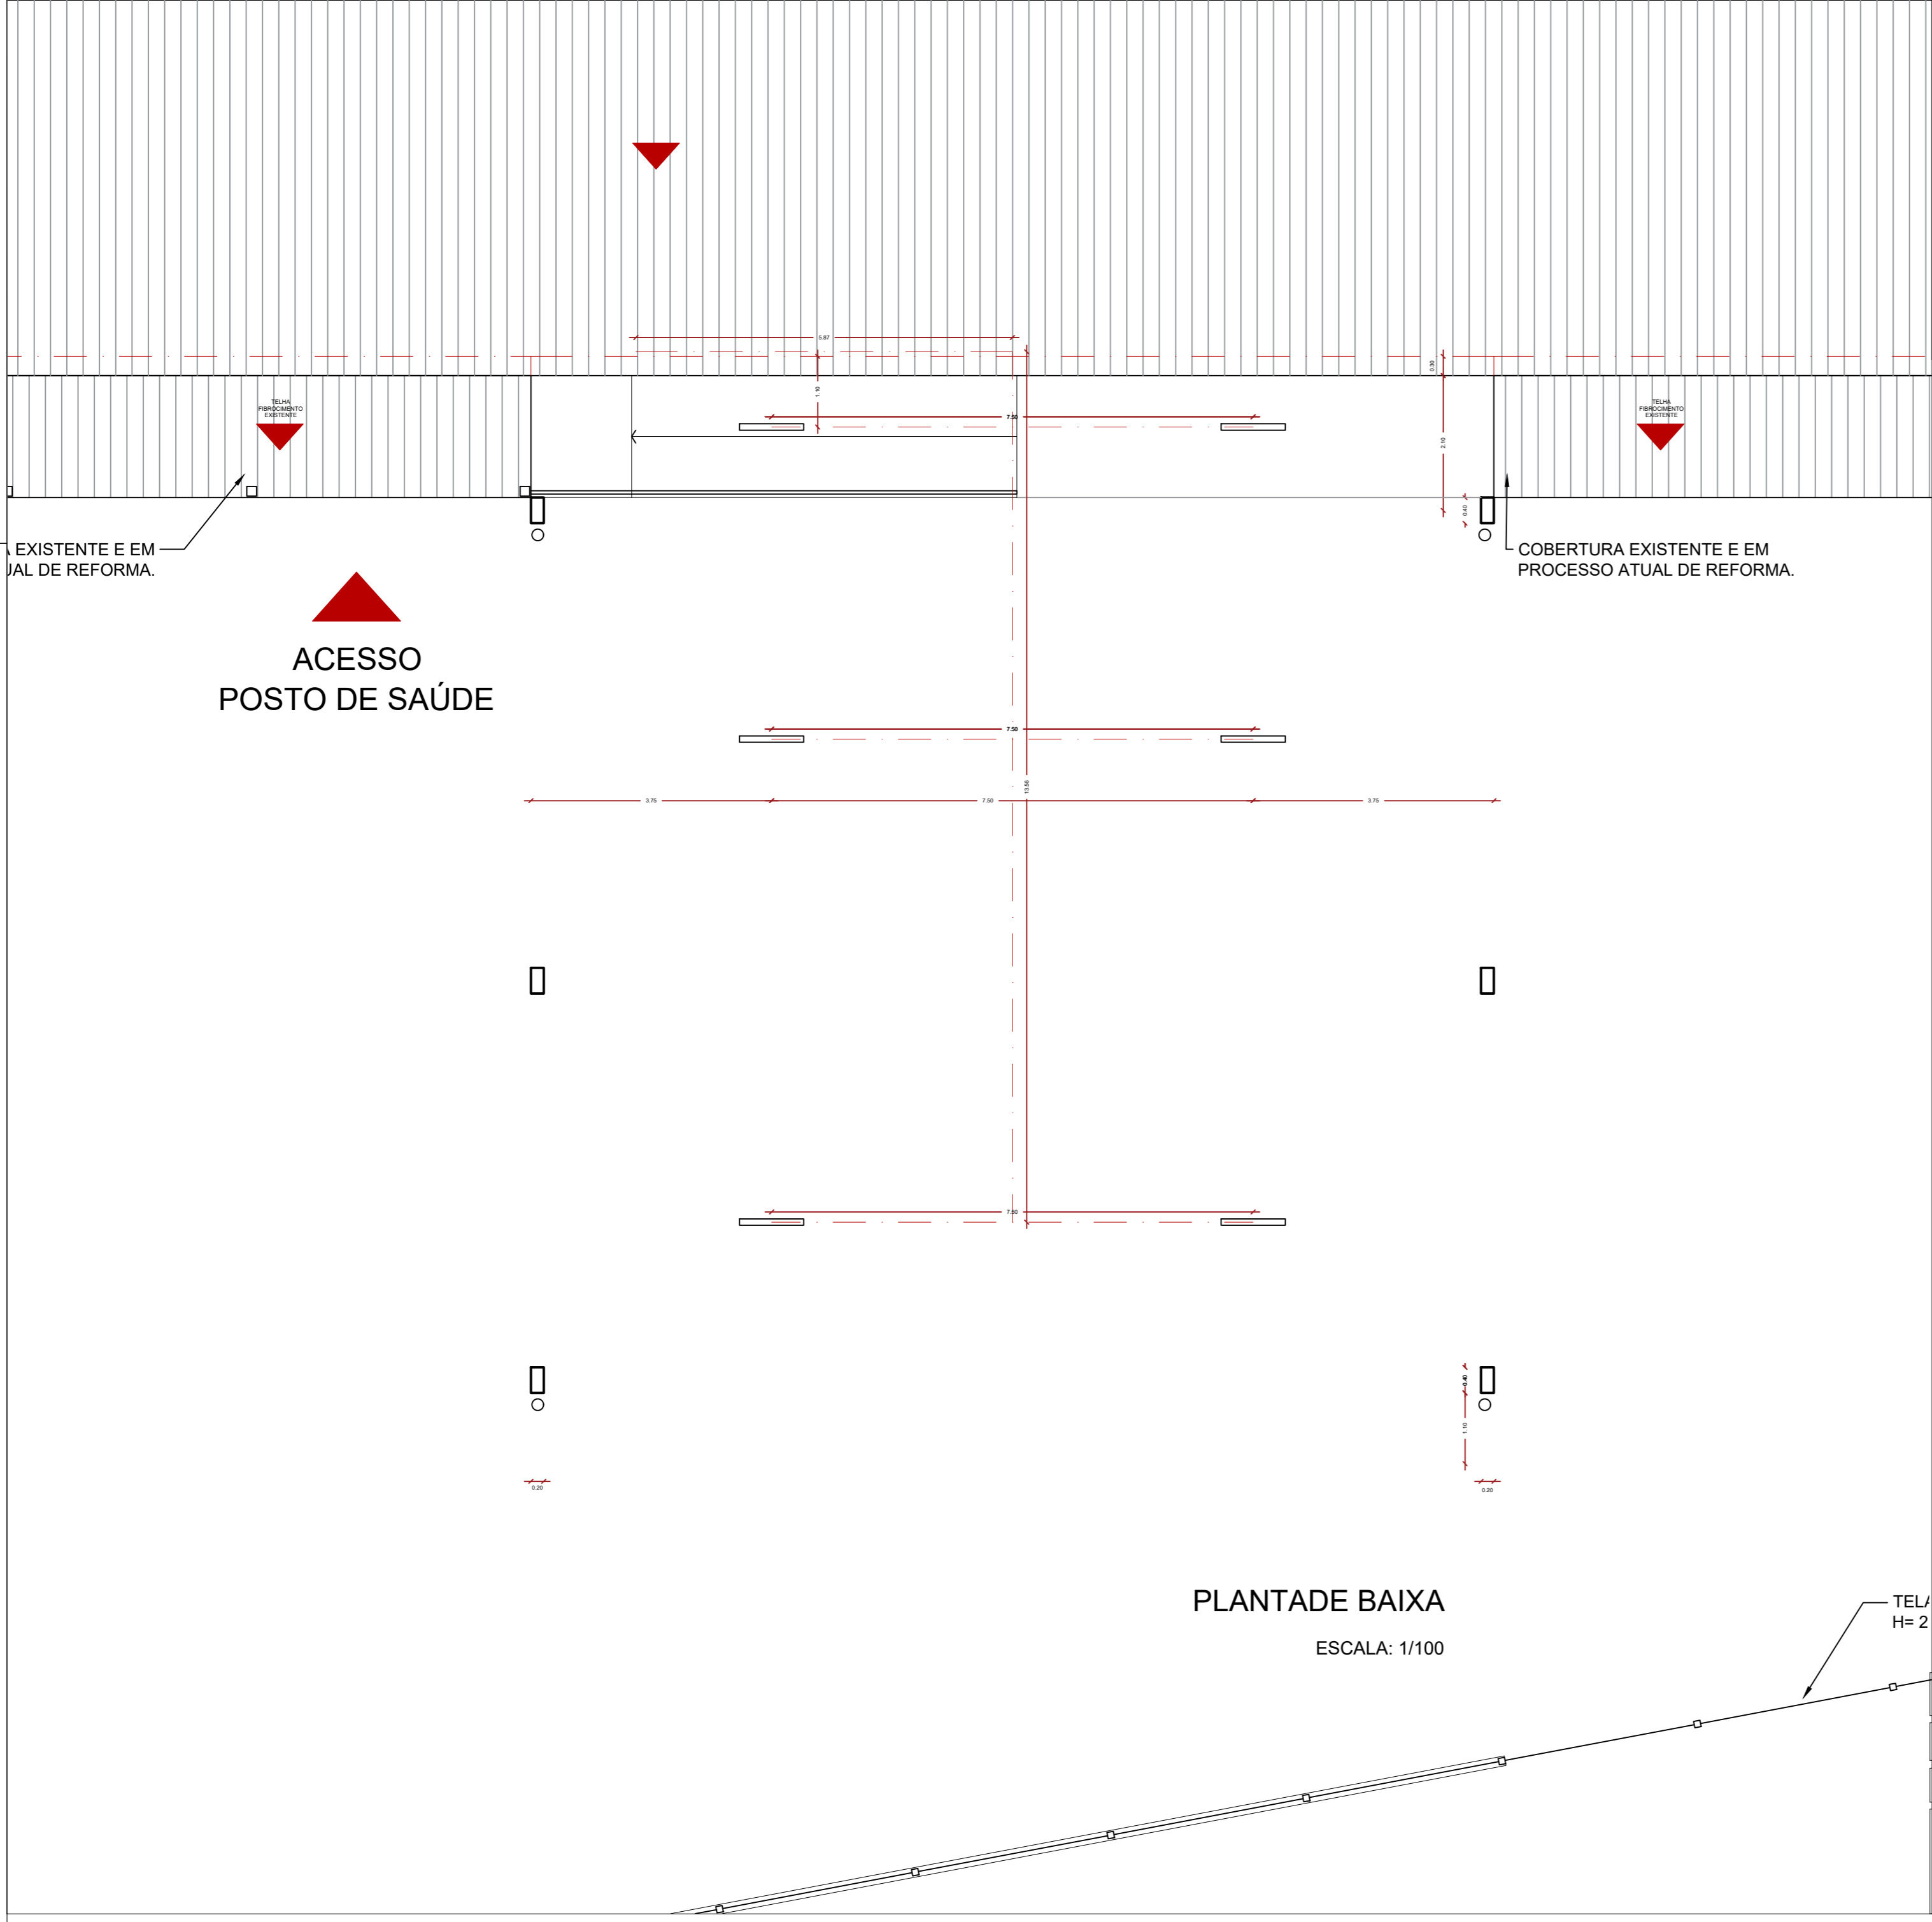 5.87
0.30
1.10
TELHA
FIBROCIMENTO
EXISTENTE
TELHA
FIBROCIMENTO
EXISTENTE
7.50
2.10
0.40
EXISTENTE E EM
UAL DE REFORMA.
COBERTURA EXISTENTE E EM
PROCESSO ATUAL DE REFORMA.
ACESSO
POSTO DE SAÚDE
7.50
13.56
3.75
7.50
3.75
7.50
0.40
1.10
0.20
0.20
PLANTADE BAIXA
ESCALA: 1/100
TELA
H= 2